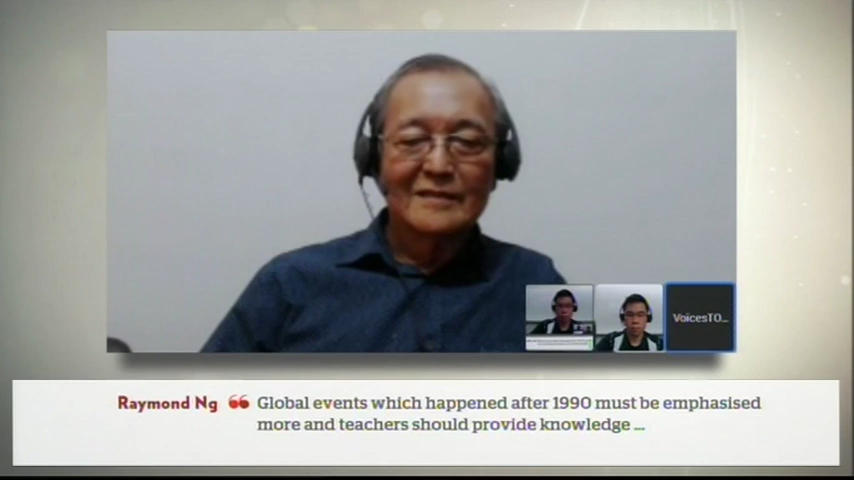 VoicesTO...
Raymond Ng “ Global events which happened after 1990 must be emphasised
more and teachers should provide knowledge ...